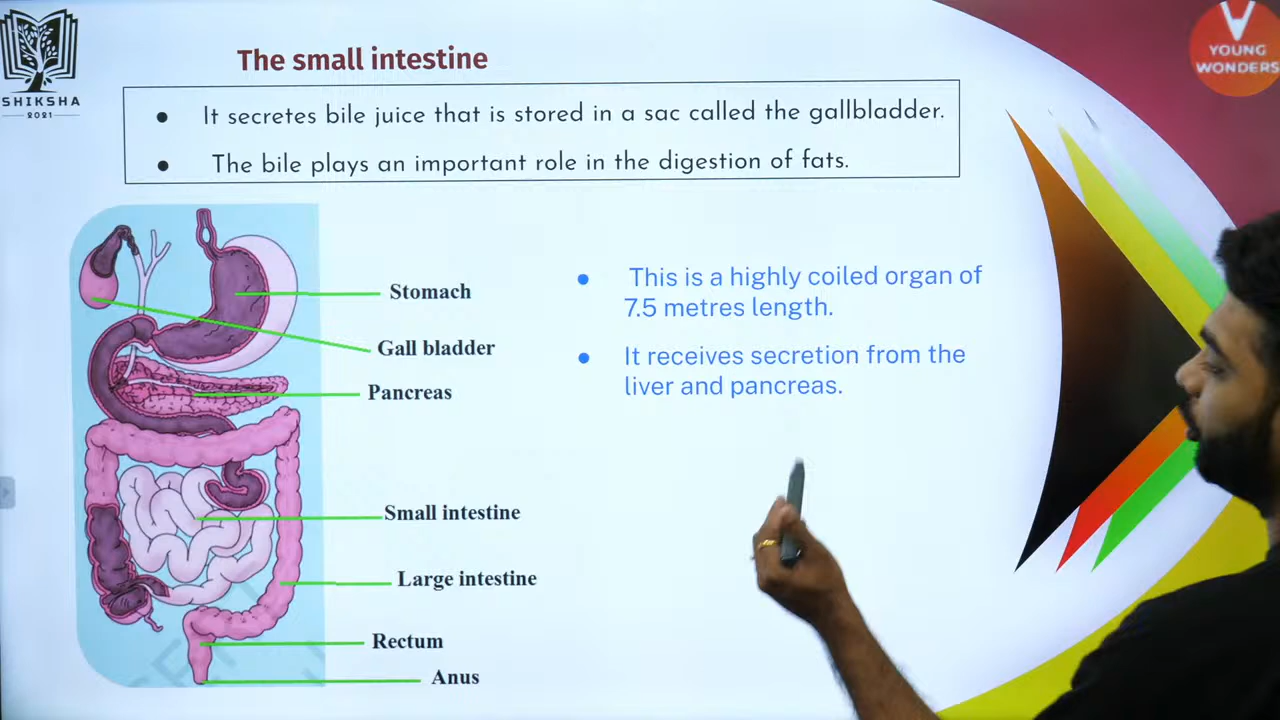 SHIKSHA
2021
The small intestine
YOUNG
WONDERS
• It secretes bile juice that is stored in a sac called the gallbladder.
• The bile plays an important role in the digestion of fats.
Stomach
Gall bladder
Pancreas
Small intestine
Large intestine
Rectum
Anus
• This is a highly coiled organ of
7.5 metres length.
• It receives secretion from the
liver and pancreas.